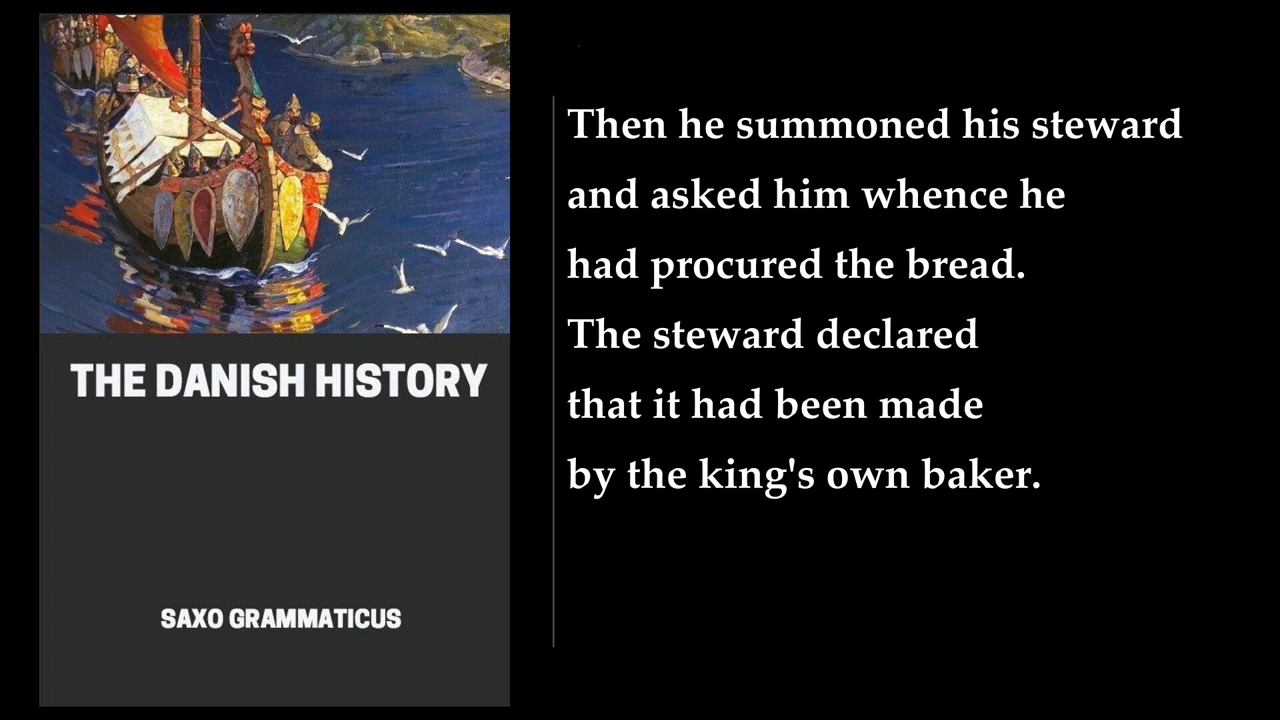 THE DANISH HISTORY
SAXO GRAMMATICUS
Then he summoned his steward
and asked him whence he
had procured the bread.
The steward declared
that it had been made
by the king's own baker.